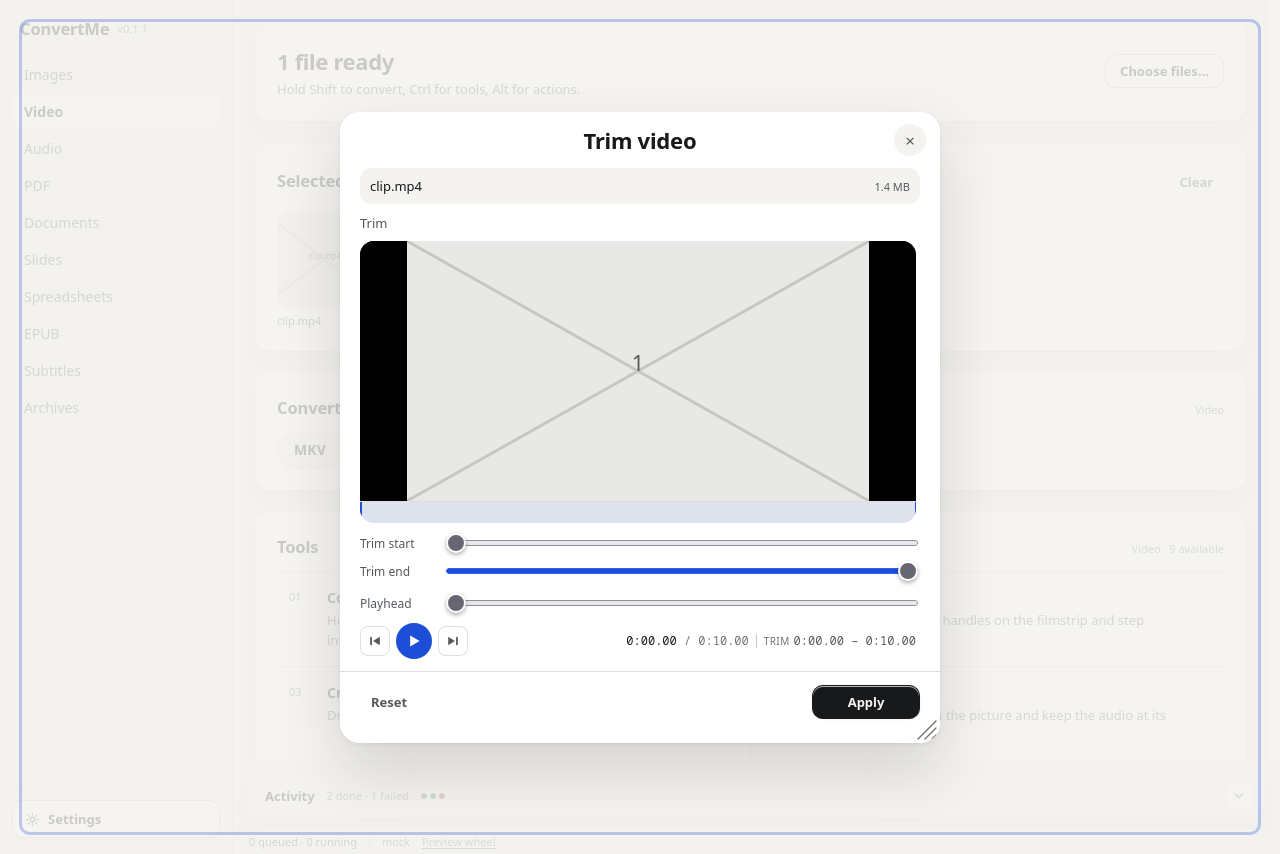 ConvertMe v0.1.1
Images
Video
Audio
PDF
Documents
Slides
Spreadsheets
EPUB
Subtitles
Archives
Settings
1 file ready
Hold Shift to convert, Ctrl for tools, Alt for actions.
Choose files...
Selected
Clear
clip.mp4
clip.mp4
Convert
Video
MKV
Tools
Video · 9 available
01
handles on the filmstrip and step
03
the picture and keep the audio at its
Trim video
×
clip.mp4 1.4 MB
Trim
1
Trim start
Trim end
Playhead
0:00.00 / 0:10.00 TRIM 0:00.00 – 0:10.00
Reset
Apply
Activity 2 done · 1 failed
0 queued · 0 running mock Preview wheel